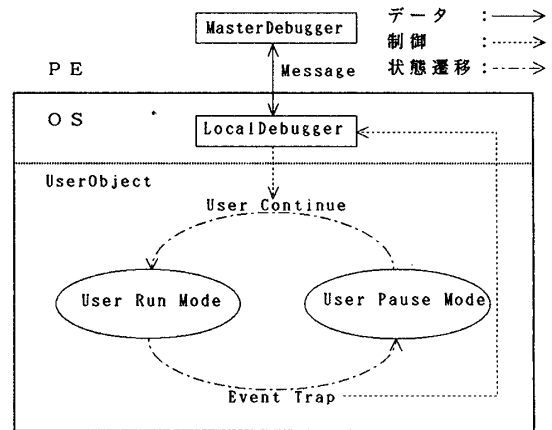 データ :
制御 :
状態遷移 :
MasterDebugger
Message
PE
OS
LocalDebugger
UserObject
User Continue
User Run Mode
User Pause Mode
Event Trap